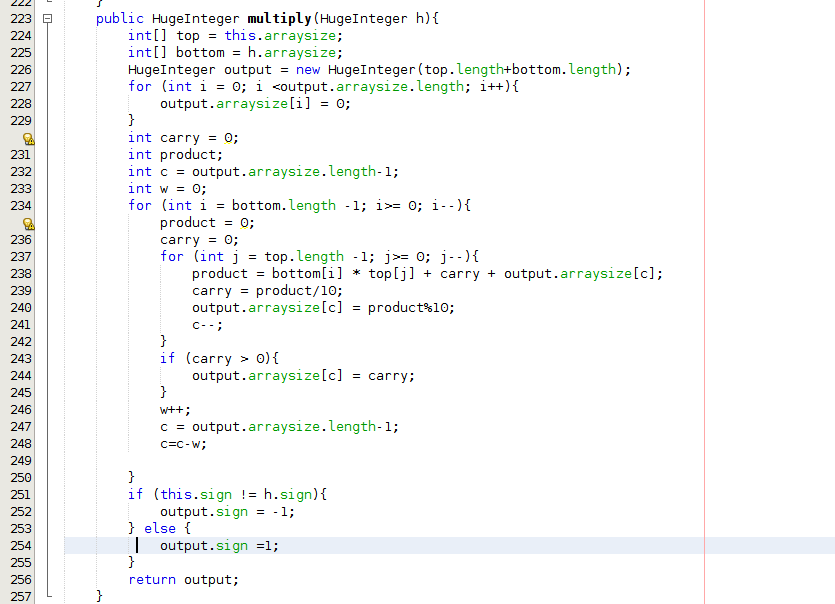 222 }
223 public HugeInteger multiply(HugeInteger h){
224 int[] top = this.arraysize;
225 int[] bottom = h.arraysize;
226 HugeInteger output = new HugeInteger(top.length+bottom.length);
227 for (int i = 0; i <output.arraysize.length; i++){
228 output.arraysize[i] = 0;
229 }
int carry = 0;
231 int product;
232 int c = output.arraysize.length-1;
233 int w = 0;
234 for (int i = bottom.length -1; i>= 0; i--){
product = 0;
236 carry = 0;
237 for (int j = top.length -1; j>= 0; j--){
238 product = bottom[i] * top[j] + carry + output.arraysize[c];
239 carry = product/10;
240 output.arraysize[c] = product%10;
241 c--;
242 }
243 if (carry > 0){
244 output.arraysize[c] = carry;
245 }
246 w++;
247 c = output.arraysize.length-1;
248 c=c-w;
249
250 }
251 if (this.sign != h.sign){
252 output.sign = -1;
253 } else {
254 output.sign =1;
255 }
256 return output;
257 }